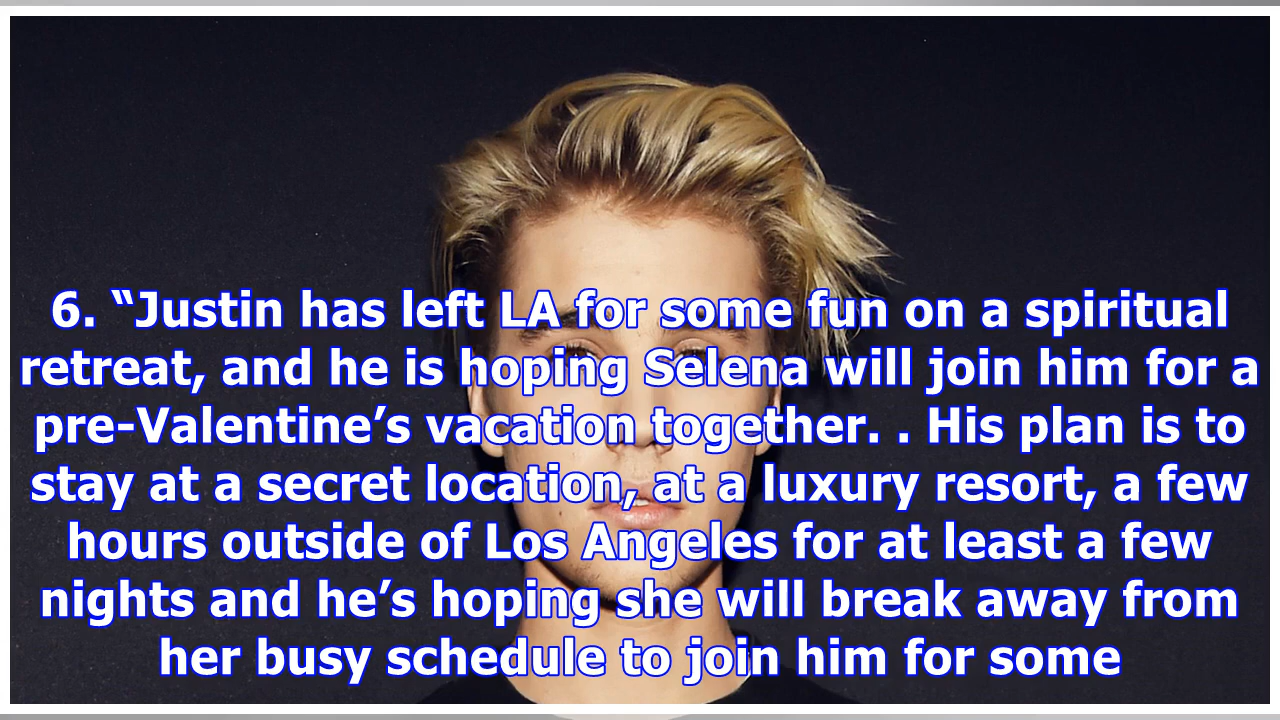 6. “Justin has left LA for some fun on a spiritual
retreat, and he is hoping Selena will join him for a
pre-Valentine’s vacation together. . His plan is to
stay at a secret location, at a luxury resort, a few
hours outside of Los Angeles for at least a few
nights and he’s hoping she will break away from
her busy schedule to join him for some